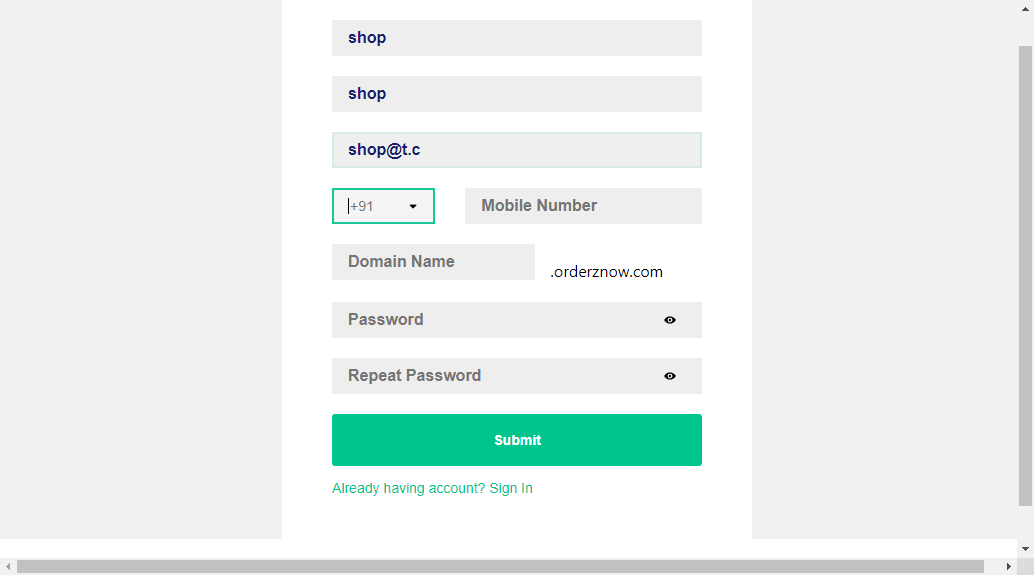 shop
shop
shop@t.c
+91 Mobile Number
Domain Name .orderznow.com
Password
Repeat Password
Submit
Already having account? Sign In